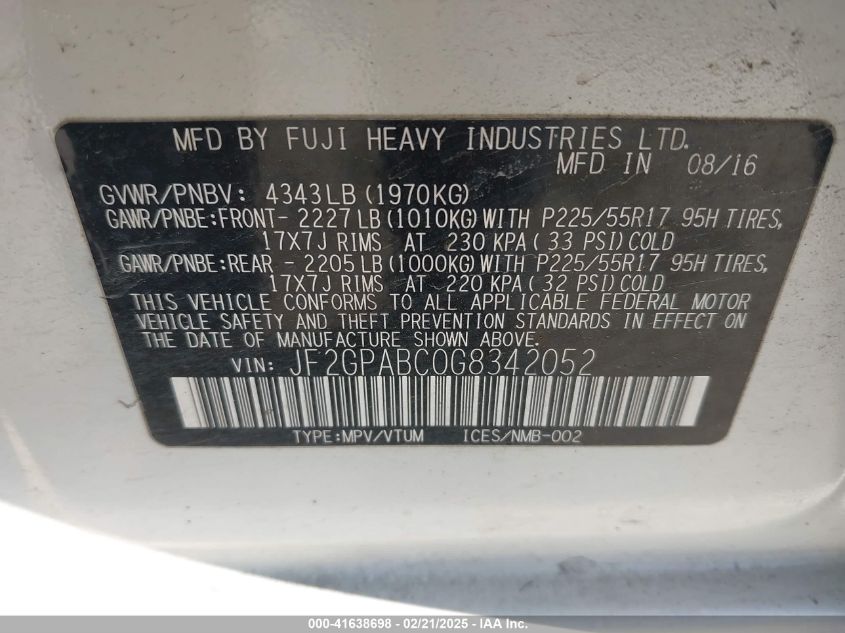 MFD BY FUJI HEAVY INDUSTRIES LTD.
MFD IN 08/16
GVWR/PNBV: 4343LB (1970KG)
GAWR/PNBE:FRONT- 2227 LB (1010KG) WITH P225/55R17 95H TIRES,
17X7J RIMS AT 230 KPA ( 33 PSI) COLD
GAWR/PNBE:REAR - 2205 LB (1000KG) WITH P225/55R17 95H TIRES,
17X7J RIMS AT 220 KPA ( 32 PSI) COLD
THIS VEHICLE CONFORMS TO ALL APPLICABLE FEDERAL MOTOR
VEHICLE SAFETY AND THEFT PREVENTION STANDARDS IN EFFECT ON
THE DATE OF MANUFACTURE SHOWN ABOVE.
VIN: JF2GPABC0G8342052
TYPE:MPV/VTUM ICES/NMB-002
000-41638698 - 02/21/2025 - IAA Inc.